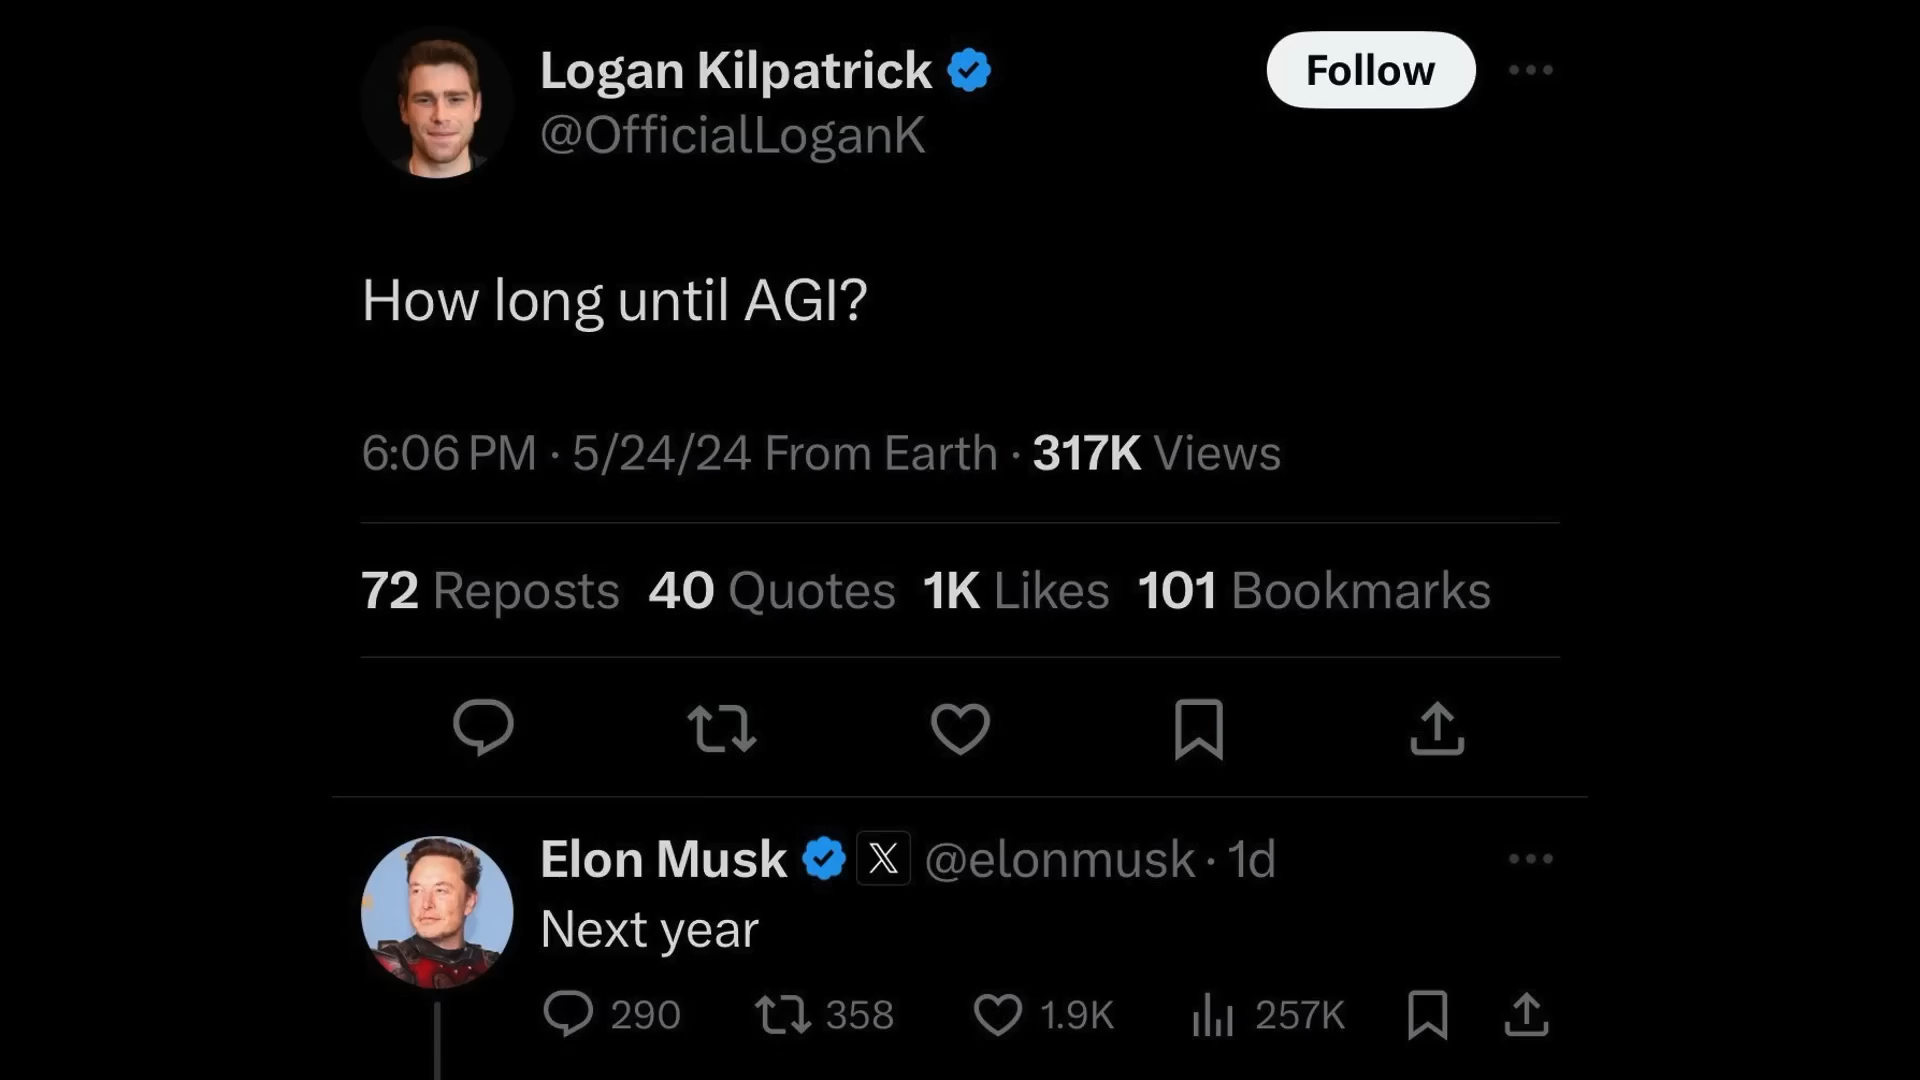 Logan Kilpatrick
Follow
@OfficialLoganK
How long until AGI?
6:06 PM · 5/24/24 From Earth · 317K Views
72 Reposts 40 Quotes 1K Likes 101 Bookmarks
Elon Musk X @elonmusk · 1d
Next year
290 358 1.9K 257K